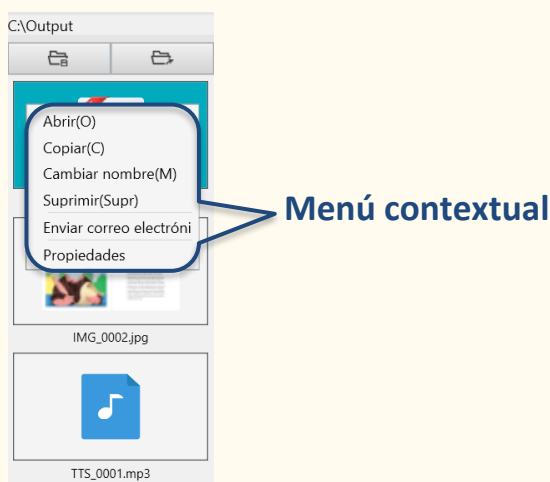 C:\Output
Abrir(O)
Copiar(C)
Cambiar nombre(M)
Suprimir(Supr)
Enviar correo electróni
Propiedades
Menú contextual
IMG_0002.jpg
TTS_0001.mp3